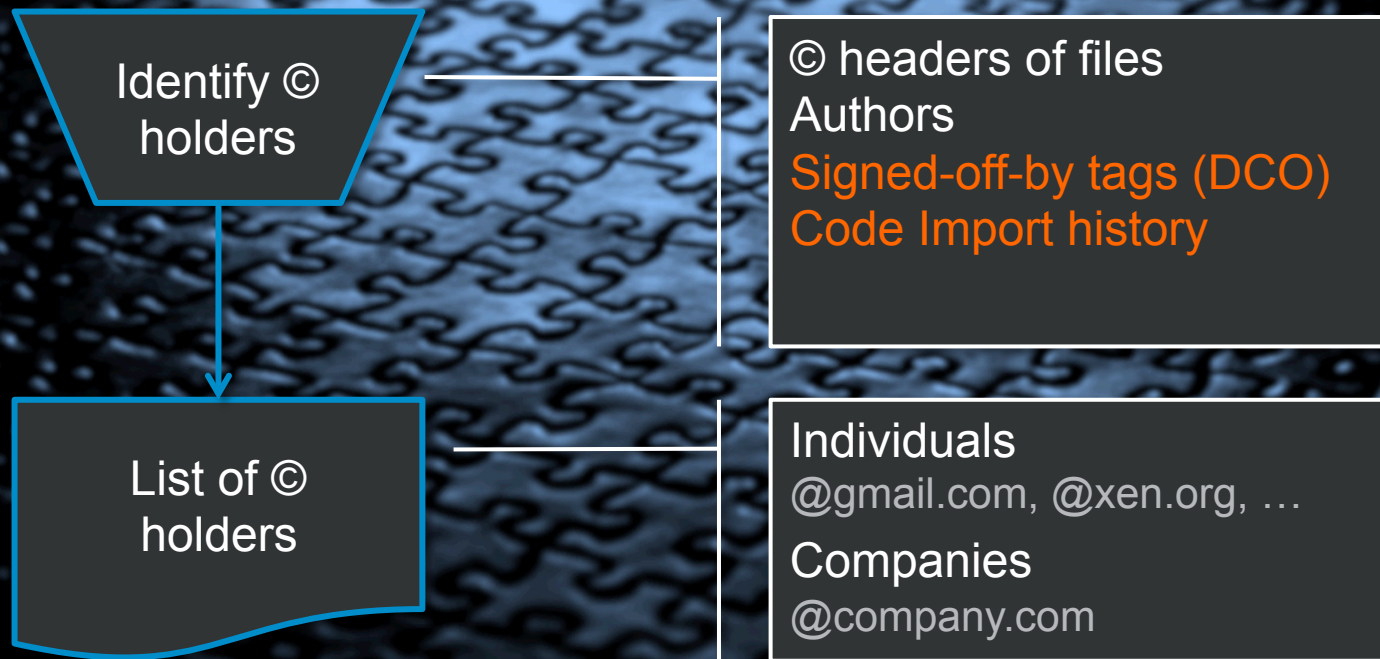 Identify ©
holders
© headers of files
Authors
Signed-off-by tags (DCO)
Code Import history
List of ©
holders
Individuals
@gmail.com, @xen.org, …
Companies
@company.com